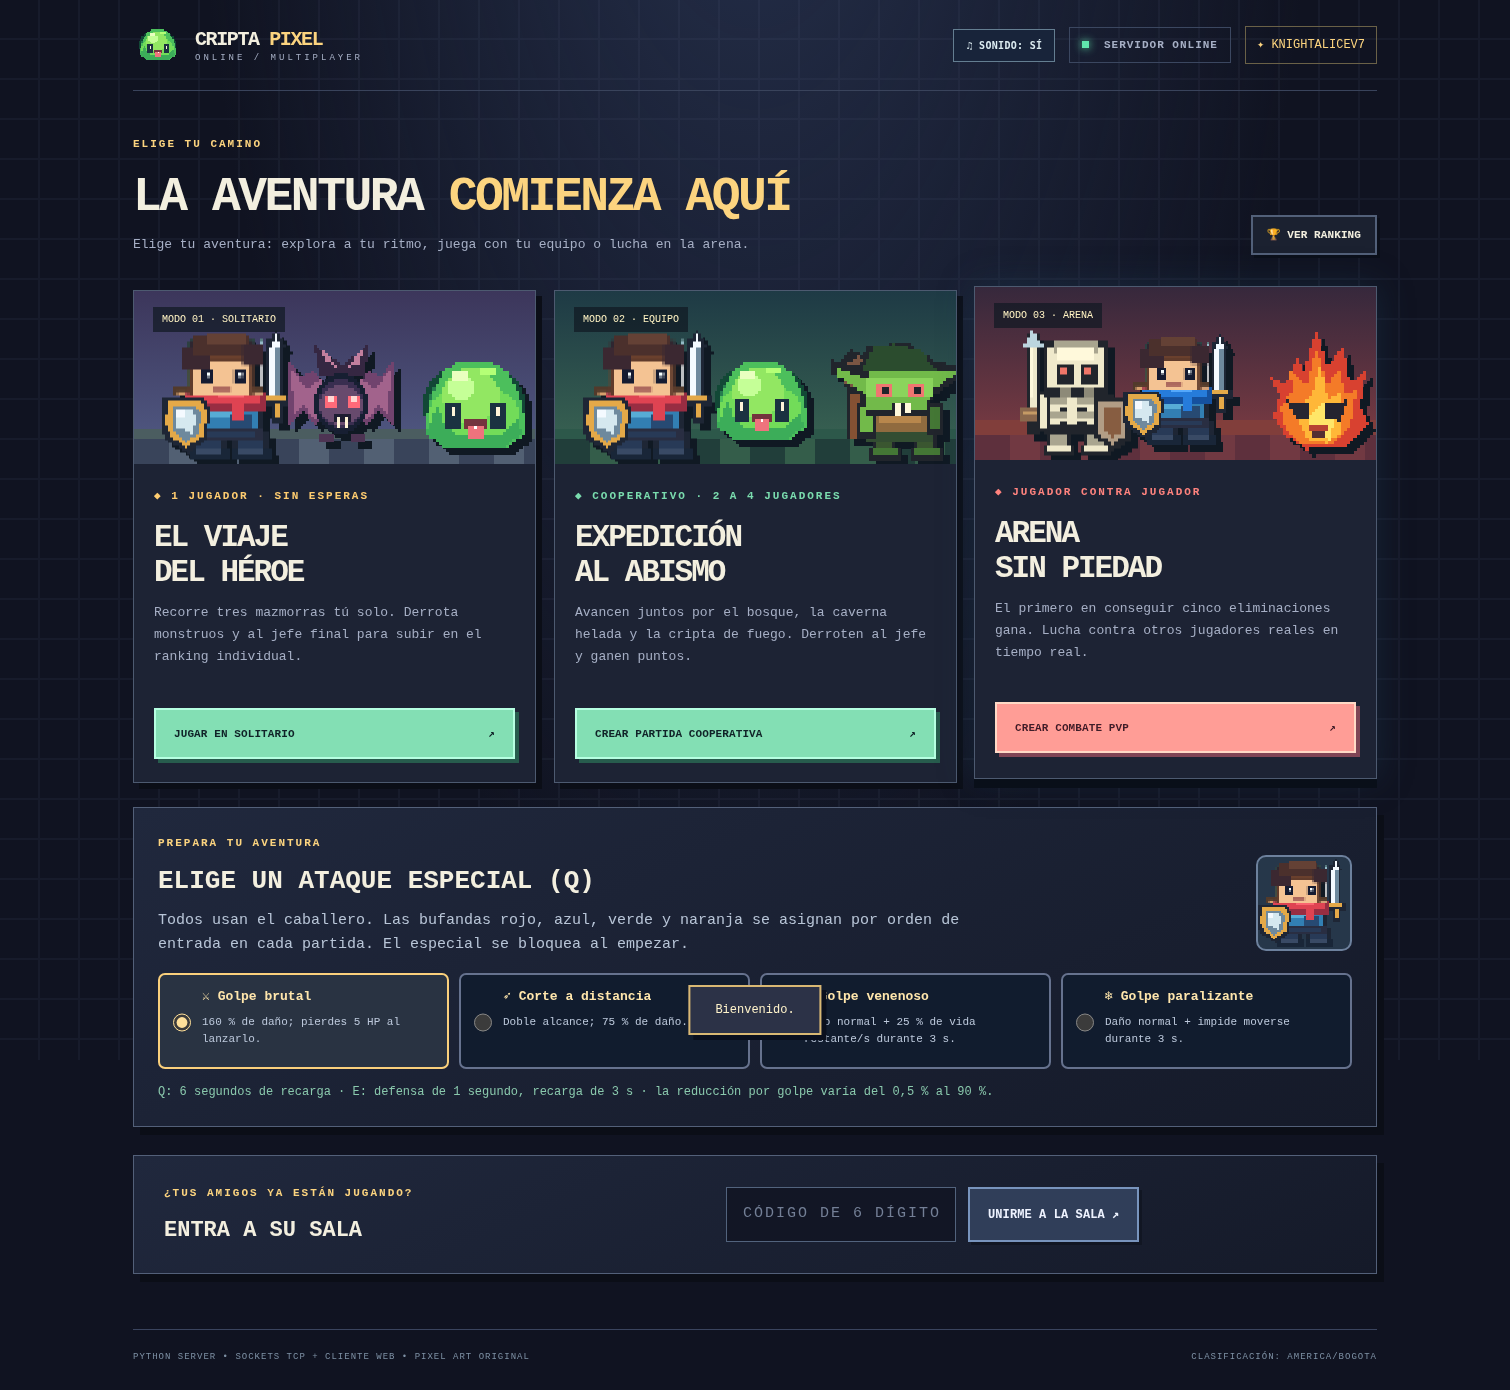 CRIPTA PIXEL
ONLINE / MULTIPLAYER
♫ SONIDO: SÍ
SERVIDOR ONLINE
✦ KNIGHTALICEV7
ELIGE TU CAMINO
LA AVENTURA COMIENZA AQUÍ
Elige tu aventura: explora a tu ritmo, juega con tu equipo o lucha en la arena.
🏆 VER RANKING
MODO 01 · SOLITARIO
◆ 1 JUGADOR · SIN ESPERAS
EL VIAJE
DEL HÉROE
Recorre tres mazmorras tú solo. Derrota
monstruos y al jefe final para subir en el
ranking individual.
JUGAR EN SOLITARIO ↗
MODO 02 · EQUIPO
◆ COOPERATIVO · 2 A 4 JUGADORES
EXPEDICIÓN
AL ABISMO
Avancen juntos por el bosque, la caverna
helada y la cripta de fuego. Derroten al jefe
y ganen puntos.
CREAR PARTIDA COOPERATIVA ↗
MODO 03 · ARENA
◆ JUGADOR CONTRA JUGADOR
ARENA
SIN PIEDAD
El primero en conseguir cinco eliminaciones
gana. Lucha contra otros jugadores reales en
tiempo real.
CREAR COMBATE PVP ↗
PREPARA TU AVENTURA
ELIGE UN ATAQUE ESPECIAL (Q)
Todos usan el caballero. Las bufandas rojo, azul, verde y naranja se asignan por orden de
entrada en cada partida. El especial se bloquea al empezar.
⚔ Golpe brutal
160 % de daño; pierdes 5 HP al
lanzarlo.
➶ Corte a distancia
Doble alcance; 75 % de daño.
Bienvenido.
Golpe venenoso
normal + 25 % de vida
restante/s durante 3 s.
❄ Golpe paralizante
Daño normal + impide moverse
durante 3 s.
Q: 6 segundos de recarga · E: defensa de 1 segundo, recarga de 3 s · la reducción por golpe varía del 0,5 % al 90 %.
¿TUS AMIGOS YA ESTÁN JUGANDO?
ENTRA A SU SALA
CÓDIGO DE 6 DÍGITO
UNIRME A LA SALA ↗
PYTHON SERVER • SOCKETS TCP + CLIENTE WEB • PIXEL ART ORIGINAL
CLASIFICACIÓN: AMERICA/BOGOTA